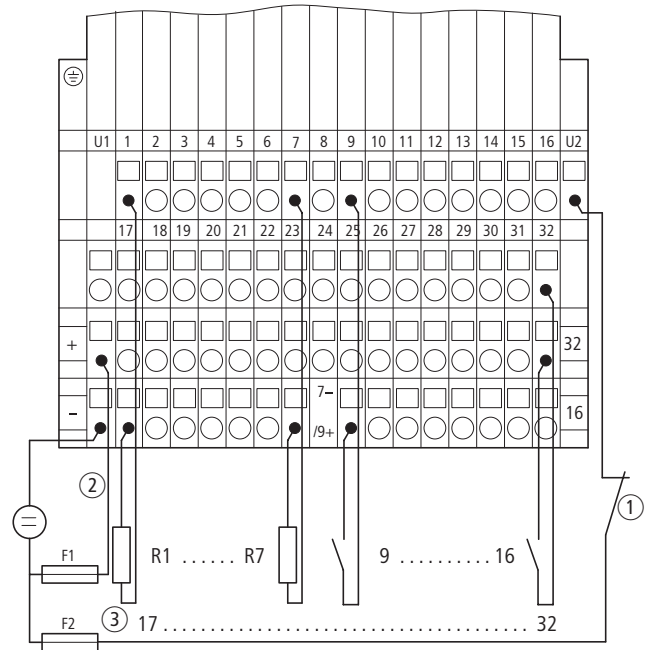 U1 1 2 3 4 5 6 7 8 9 10 11 12 13 14 15 16 U2
17 18 19 20 21 22 23 24 25 26 27 28 29 30 31 32
+ 32
7–
– 16
/9+
② ①
F1 R1 ...... R7 9 .......... 16
F2 ③ 17 ..................................... 32